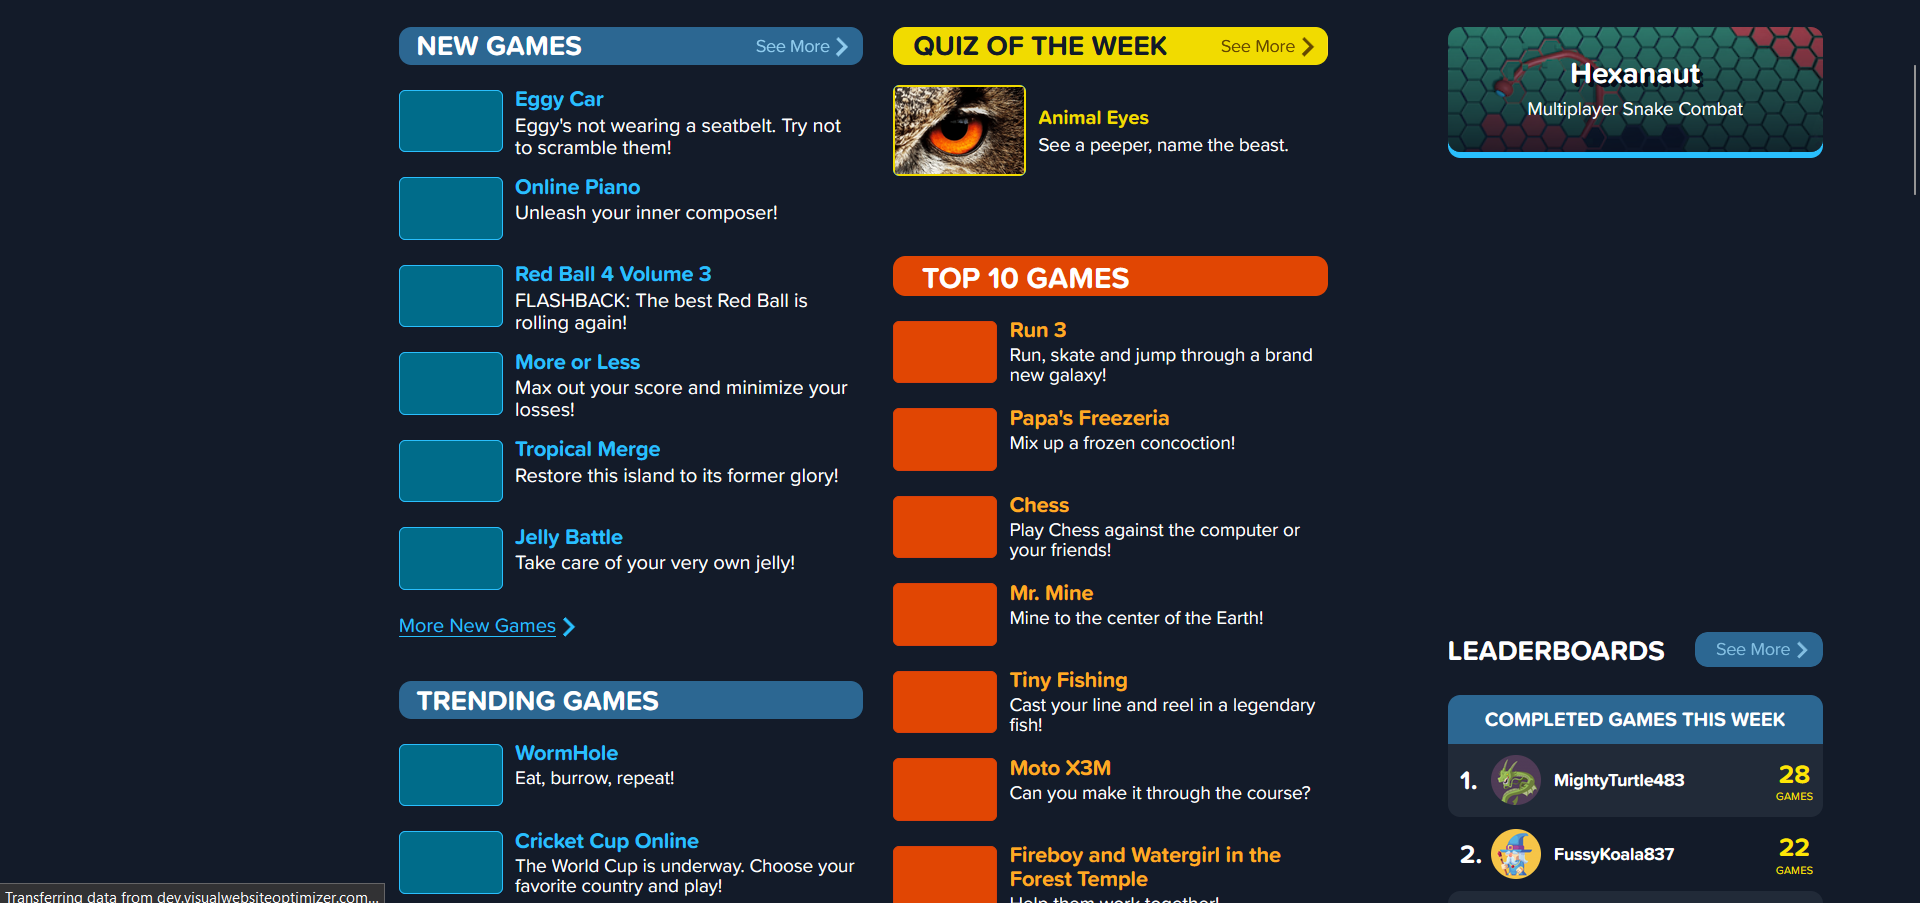 NEW GAMES
See More
Eggy Car
Eggy's not wearing a seatbelt. Try not
to scramble them!
Online Piano
Unleash your inner composer!
Red Ball 4 Volume 3
FLASHBACK: The best Red Ball is
rolling again!
More or Less
Max out your score and minimize your
losses!
Tropical Merge
Restore this island to its former glory!
Jelly Battle
Take care of your very own jelly!
More New Games
TRENDING GAMES
WormHole
Eat, burrow, repeat!
Cricket Cup Online
The World Cup is underway. Choose your
favorite country and play!
QUIZ OF THE WEEK
See More
Animal Eyes
See a peeper, name the beast.
TOP 10 GAMES
Run 3
Run, skate and jump through a brand
new galaxy!
Papa's Freezeria
Mix up a frozen concoction!
Chess
Play Chess against the computer or
your friends!
Mr. Mine
Mine to the center of the Earth!
Tiny Fishing
Cast your line and reel in a legendary
fish!
Moto X3M
Can you make it through the course?
Fireboy and Watergirl in the
Forest Temple
Help them work together!
Hexanaut
Multiplayer Snake Combat
LEADERBOARDS
See More
COMPLETED GAMES THIS WEEK
1. MightyTurtle483 28
GAMES
2. FussyKoala837 22
GAMES
Transferring data from dev.visualwebsiteoptimizer.com...